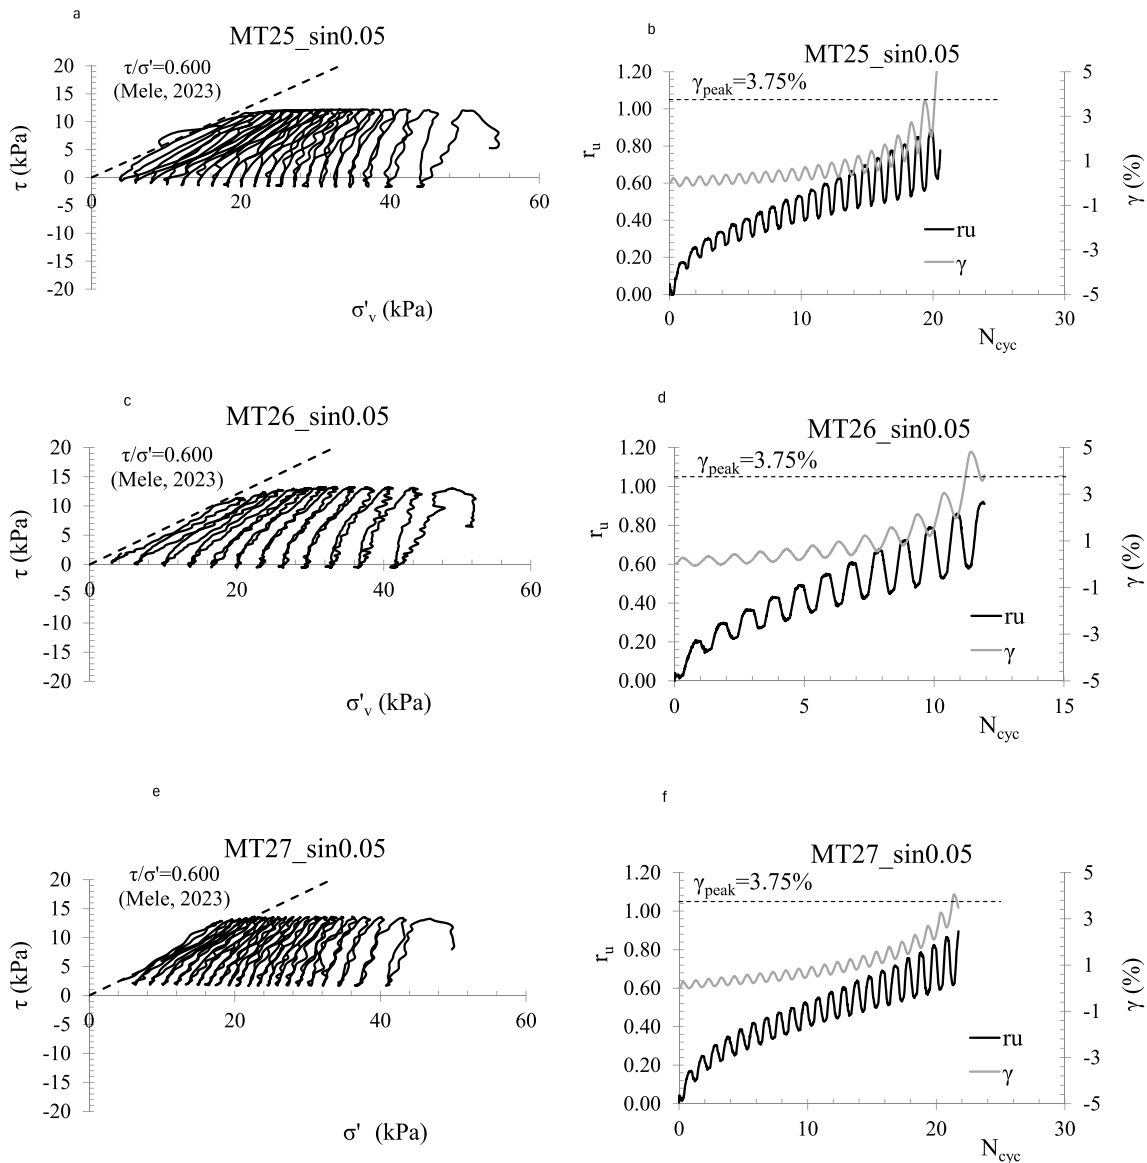 a
MT25_sin0.05
τ/σ'=0.600
(Mele, 2023)
20
15
10
5
0
-5
-10
-15
-20
0
20
40
60
τ (kPa)
σ'v (kPa)
b
MT25_sin0.05
γpeak=3.75%
1.20
1.00
0.80
0.60
0.40
0.20
0.00
ru
5
3
1
-1
-3
-5
γ (%)
ru
γ
0
10
20
30
Ncyc
c
MT26_sin0.05
τ/σ'=0.600
(Mele, 2023)
20
15
10
5
0
-5
-10
-15
-20
0
20
40
60
τ (kPa)
σ'v (kPa)
d
MT26_sin0.05
γpeak=3.75%
1.20
1.00
0.80
0.60
0.40
0.20
0.00
ru
5
3
1
-1
-3
-5
γ (%)
ru
γ
0
5
10
15
Ncyc
e
MT27_sin0.05
τ/σ'=0.600
(Mele, 2023)
20
15
10
5
0
-5
-10
-15
-20
0
20
40
60
τ (kPa)
σ' (kPa)
f
MT27_sin0.05
γpeak=3.75%
1.20
1.00
0.80
0.60
0.40
0.20
0.00
ru
5
3
1
-1
-3
-5
γ (%)
ru
γ
0
10
20
30
Ncyc